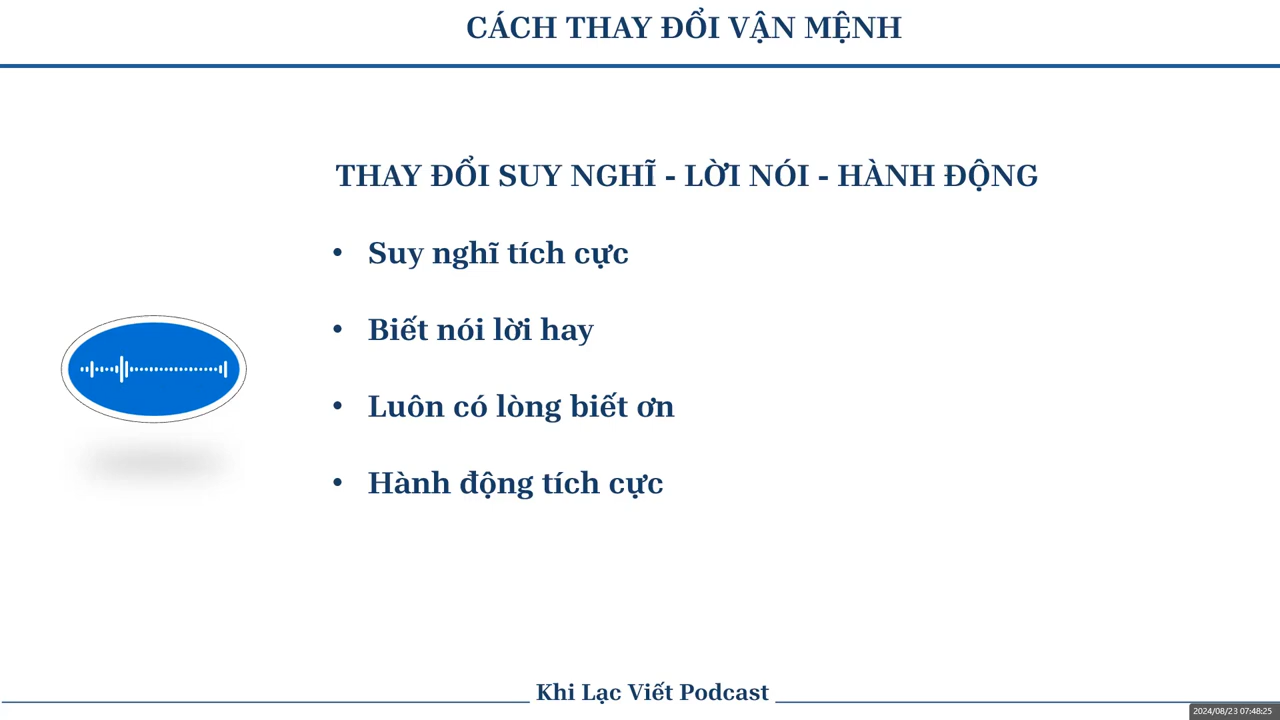 CÁCH THAY ĐỔI VẬN MỆNH
THAY ĐỔI SUY NGHĨ - LỜI NÓI - HÀNH ĐỘNG
• Suy nghĩ tích cực
• Biết nói lời hay
• Luôn có lòng biết ơn
• Hành động tích cực
Khi Lạc Viết Podcast
2024/08/23 07:48:25